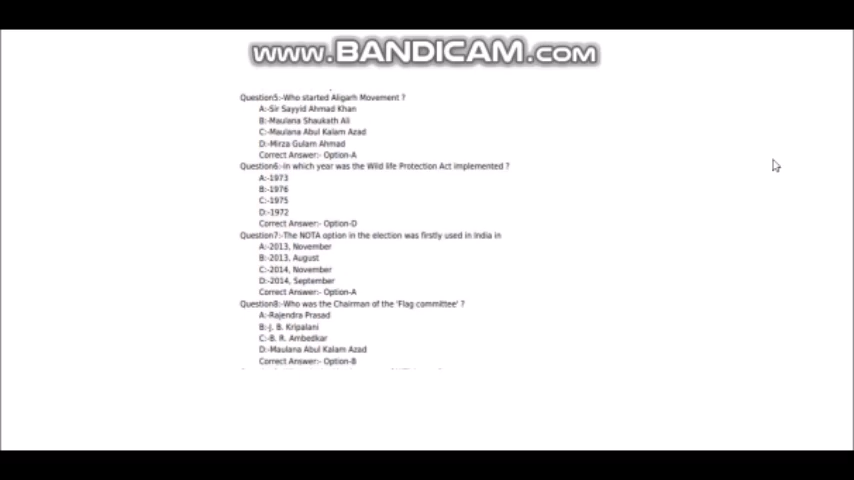 www.BANDICAM.com
Question5:-Who started Aligarh Movement ?
A:-Sir Sayyid Ahmad Khan
B:-Maulana Shaukath Ali
C:-Maulana Abul Kalam Azad
D:-Mirza Gulam Ahmad
Correct Answer:- Option-A
Question6:-In which year was the Wild life Protection Act implemented ?
A:-1973
B:-1976
C:-1975
D:-1972
Correct Answer:- Option-D
Question7:-The NOTA option in the election was firstly used in India in
A:-2013, November
B:-2013, August
C:-2014, November
D:-2014, September
Correct Answer:- Option-A
Question8:-Who was the Chairman of the 'Flag committee' ?
A:-Rajendra Prasad
B:-J. B. Kripalani
C:-B. R. Ambedkar
D:-Maulana Abul Kalam Azad
Correct Answer:- Option-B